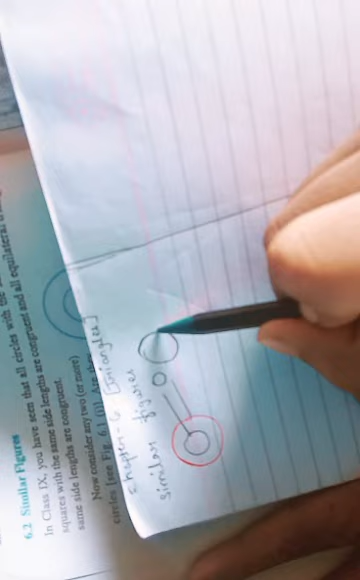 6.2 Similar Figures
In Class IX, you have seen that all circles with the
squares with the same side lengths are congruent and all equilateral
same side lengths are congruent.
Now consider any two (or more)
circles [see Fig. 6.1 (i)]. Are they
Chapter-6 [Triangles]
similar figures